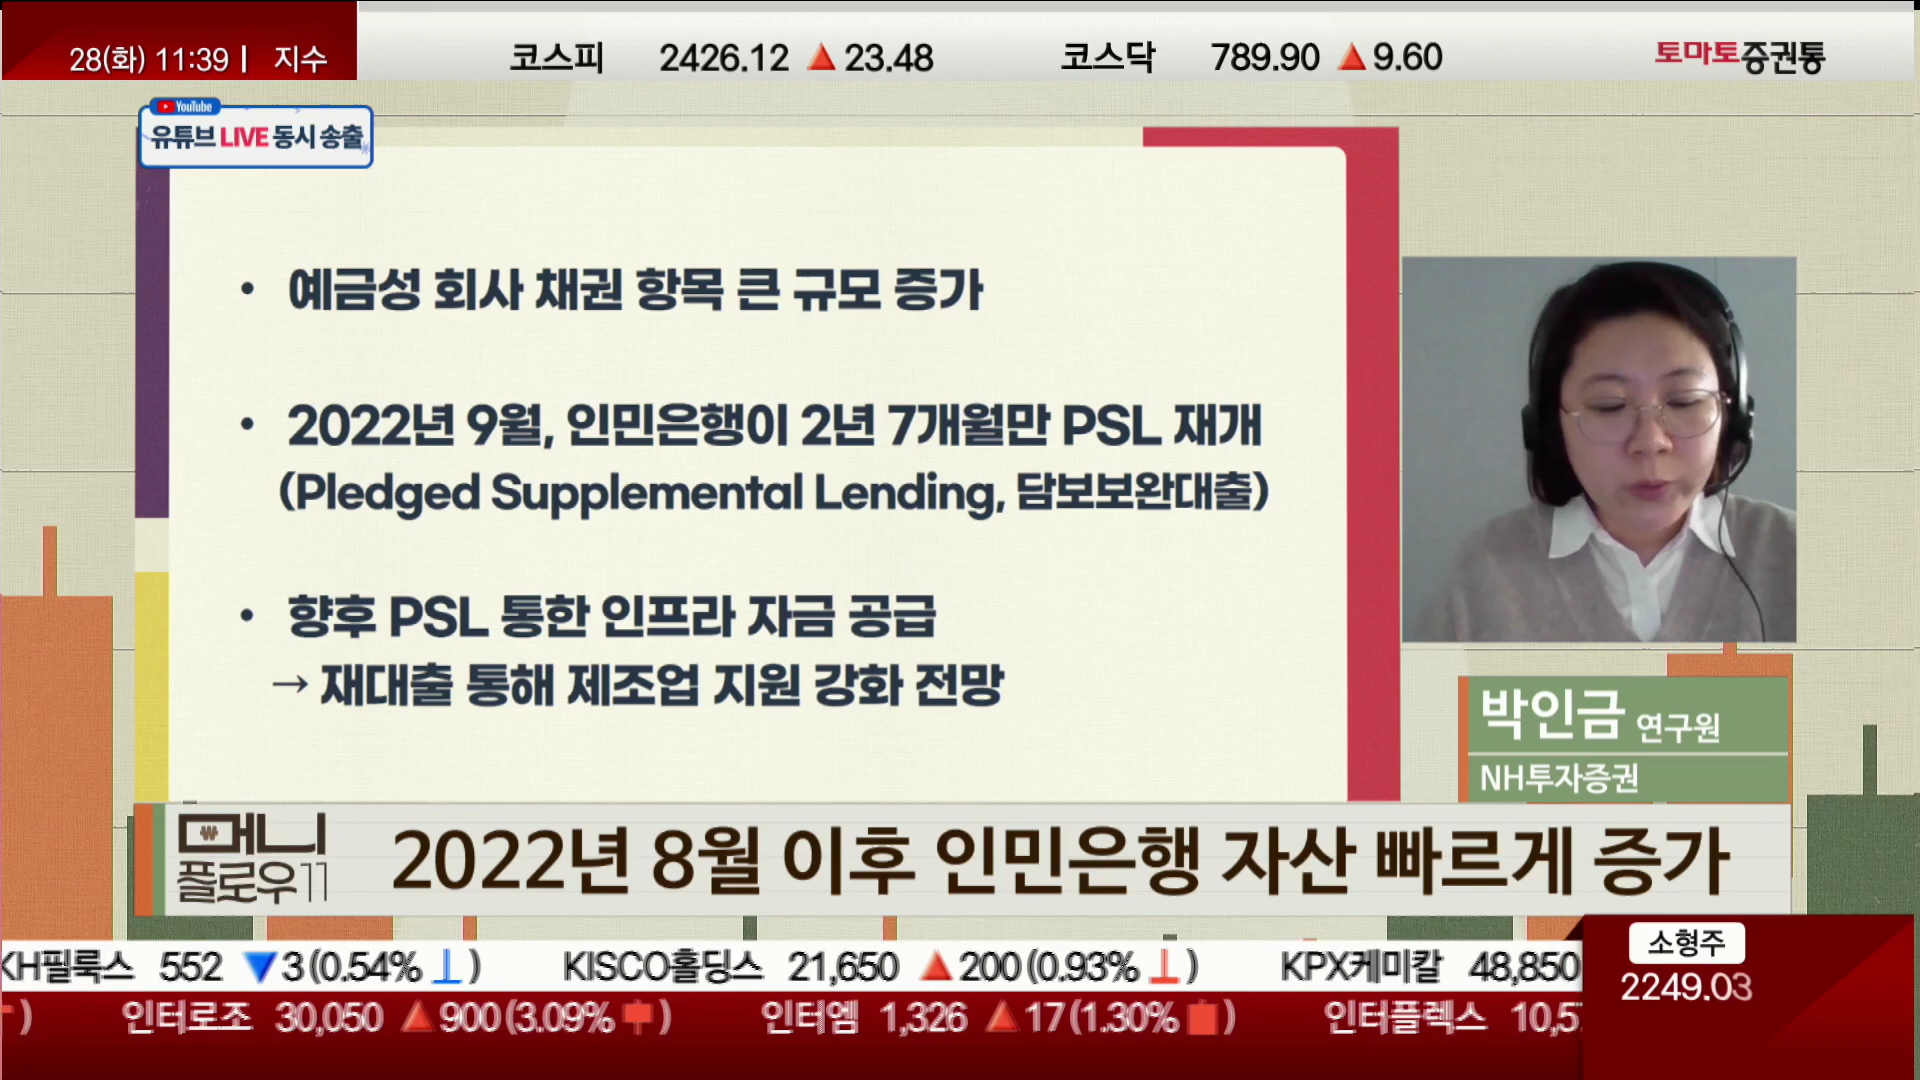 28(화) 11:39 | 지수
코스피 2426.12 ▲ 23.48 코스닥 789.90 ▲ 9.60
토마토증권통
YouTube
유튜브 LIVE 동시 송출
• 예금성 회사 채권 항목 큰 규모 증가
• 2022년 9월, 인민은행이 2년 7개월만 PSL 재개
(Pledged Supplemental Lending, 담보보완대출)
• 향후 PSL 통한 인프라 자금 공급
→ 재대출 통해 제조업 지원 강화 전망
박인금 연구원
NH투자증권
머니
플로우
2022년 8월 이후 인민은행 자산 빠르게 증가
KH필룩스 552 ▼ 3 (0.54% ) KISCO홀딩스 21,650 ▲ 200 (0.93% ) KPX케미칼 48,850
소형주
2249.03
) 인터로조 30,050 ▲ 900 (3.09% ) 인터엠 1,326 ▲ 17 (1.30% ) 인터플렉스 10,5